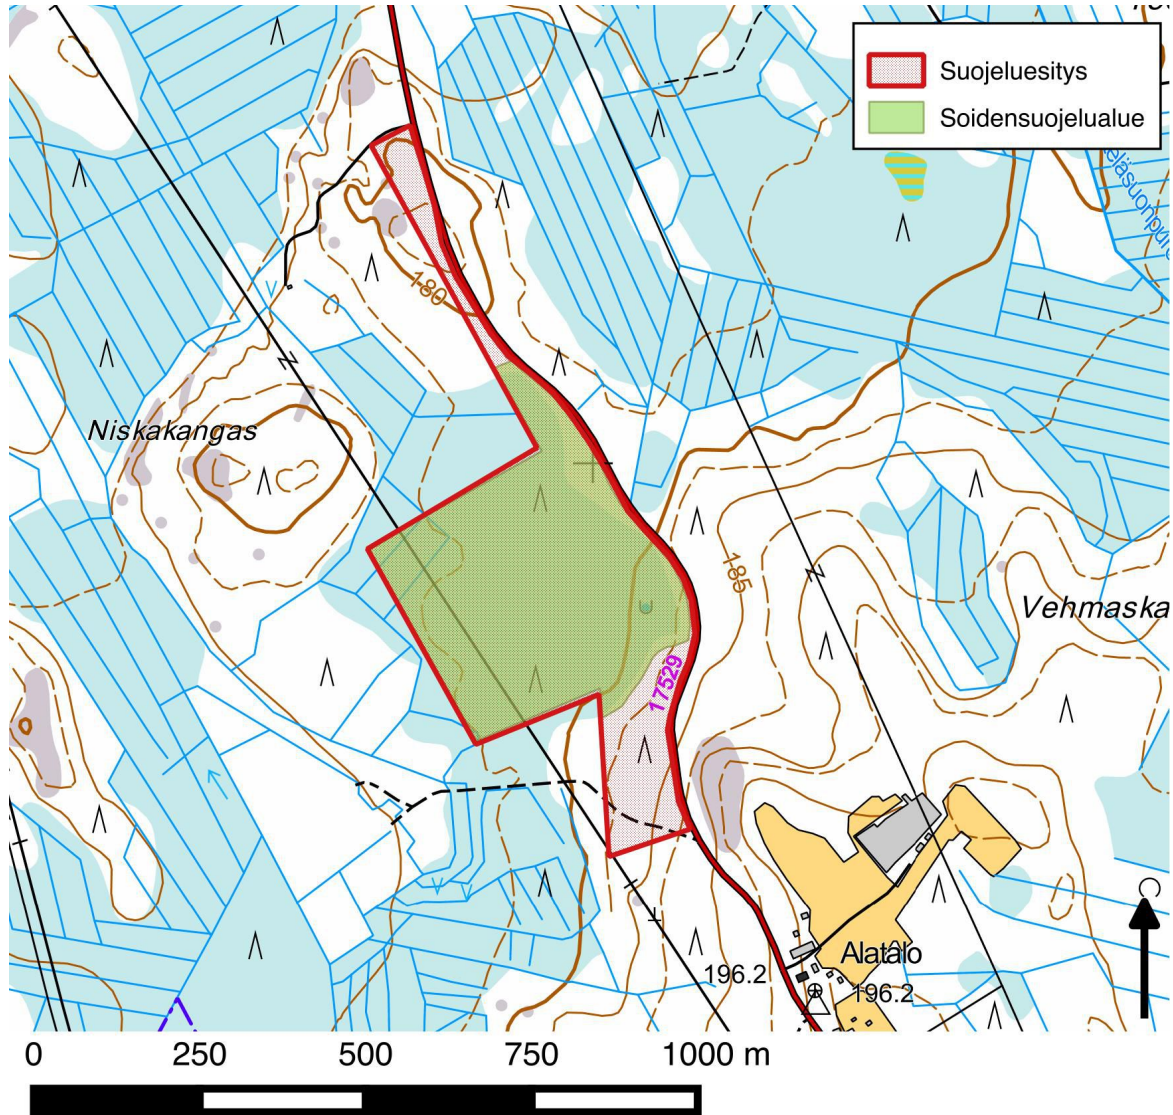 Suojeluesitys
Soidensuojelualue
180
Niskakangas
185
Vehmaska
17529
Alatalo
196.2
196.2
0 250 500 750 1000 m